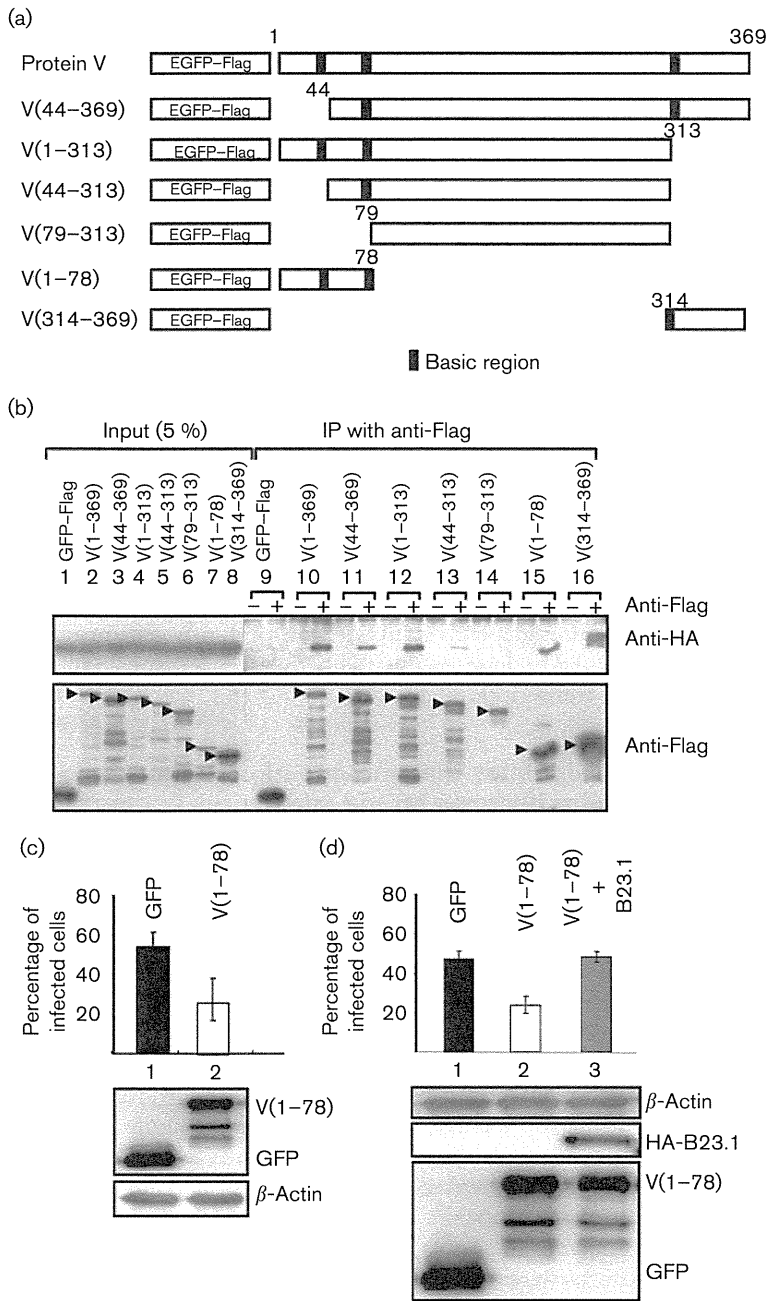 (a)
1 369
Protein V EGFP–Flag
44
V(44–369) EGFP–Flag
313
V(1–313) EGFP–Flag
V(44–313) EGFP–Flag
79
V(79–313) EGFP–Flag
78
V(1–78) EGFP–Flag
314
V(314–369) EGFP–Flag
Basic region
(b)
Input (5 %) IP with anti-Flag
GFP–Flag V(1–369) V(44–369) V(1–313) V(44–313) V(79–313) V(1–78) V(314–369) GFP–Flag V(1–369) V(44–369) V(1–313) V(44–313) V(79–313) V(1–78) V(314–369)
1 2 3 4 5 6 7 8 9 10 11 12 13 14 15 16
– + – + – + – + – + – + – + – + Anti-Flag
Anti-HA
Anti-Flag
(c)
Percentage of infected cells
80
60
40
20
GFP V(1–78)
1 2
V(1–78)
GFP
β-Actin
(d)
Percentage of infected cells
80
60
40
20
GFP V(1–78) V(1–78) + B23.1
1 2 3
β-Actin
HA-B23.1
V(1–78)
GFP